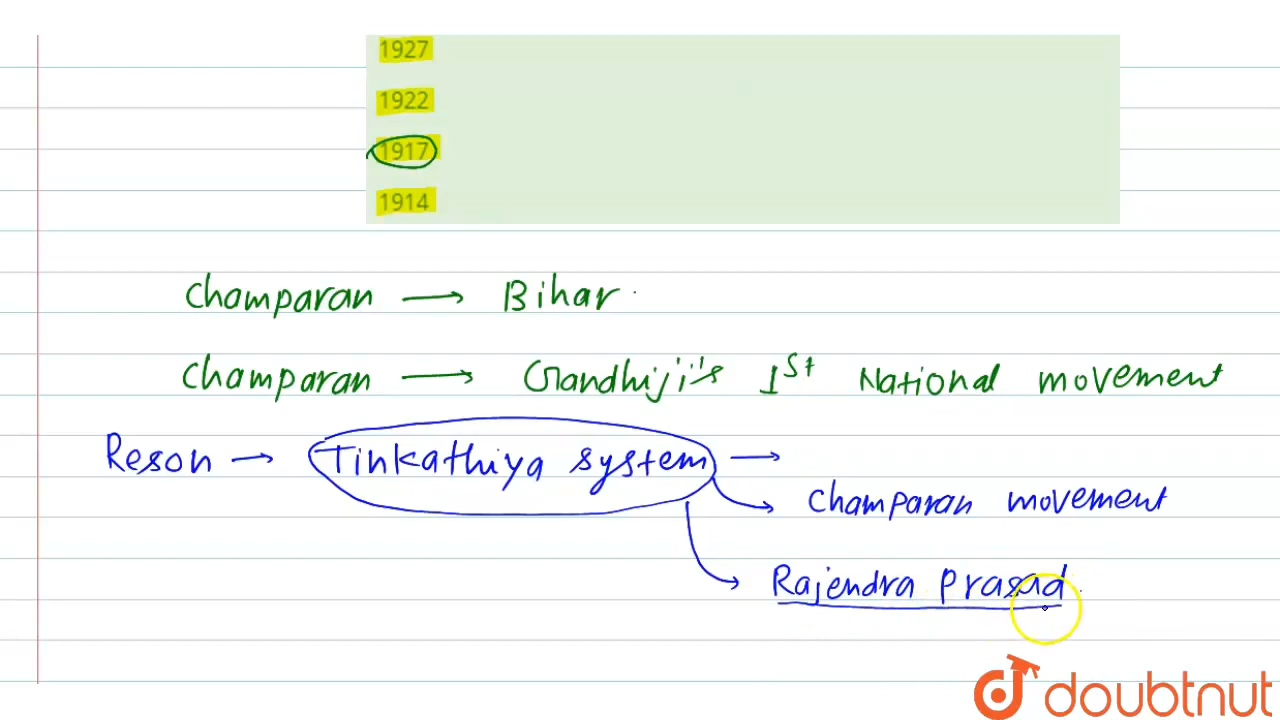 1927
1922
1917
1914
Champaran → Bihar
Champaran → Gandhiji's 1st National movement
Reson → Tinkathiya system →
Champaran movement
Rajendra Prasad
doubtnut